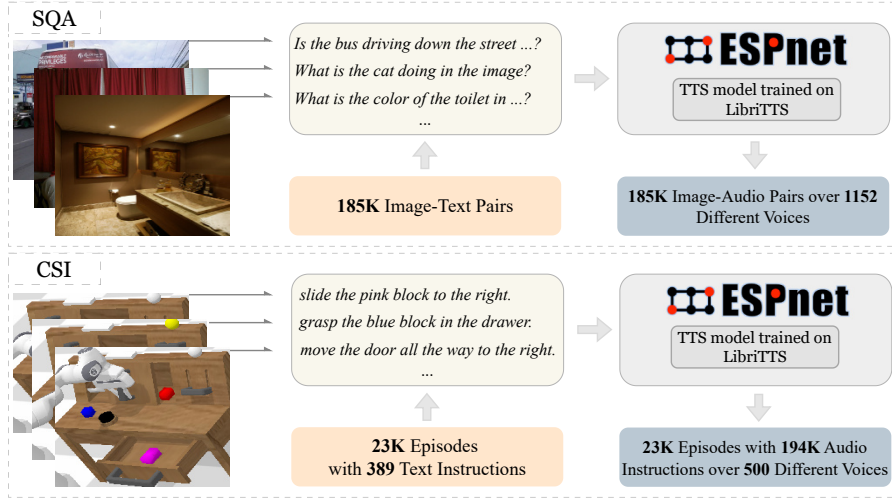 SQA
PRIVILEGES
Is the bus driving down the street ...?
What is the cat doing in the image?
What is the color of the toilet in ...?
...
ESPnet
TTS model trained on
LibriTTS
185K Image-Text Pairs
185K Image-Audio Pairs over 1152
Different Voices
CSI
slide the pink block to the right.
grasp the blue block in the drawer.
move the door all the way to the right.
...
ESPnet
TTS model trained on
LibriTTS
23K Episodes
with 389 Text Instructions
23K Episodes with 194K Audio
Instructions over 500 Different Voices